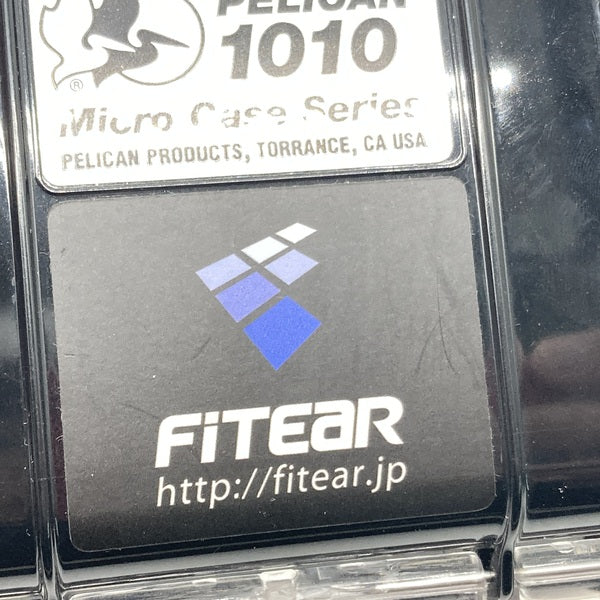 PELICAN
1010
Micro Case Series
PELICAN PRODUCTS, TORRANCE, CA USA
®
FiTEaR
http://fitear.jp